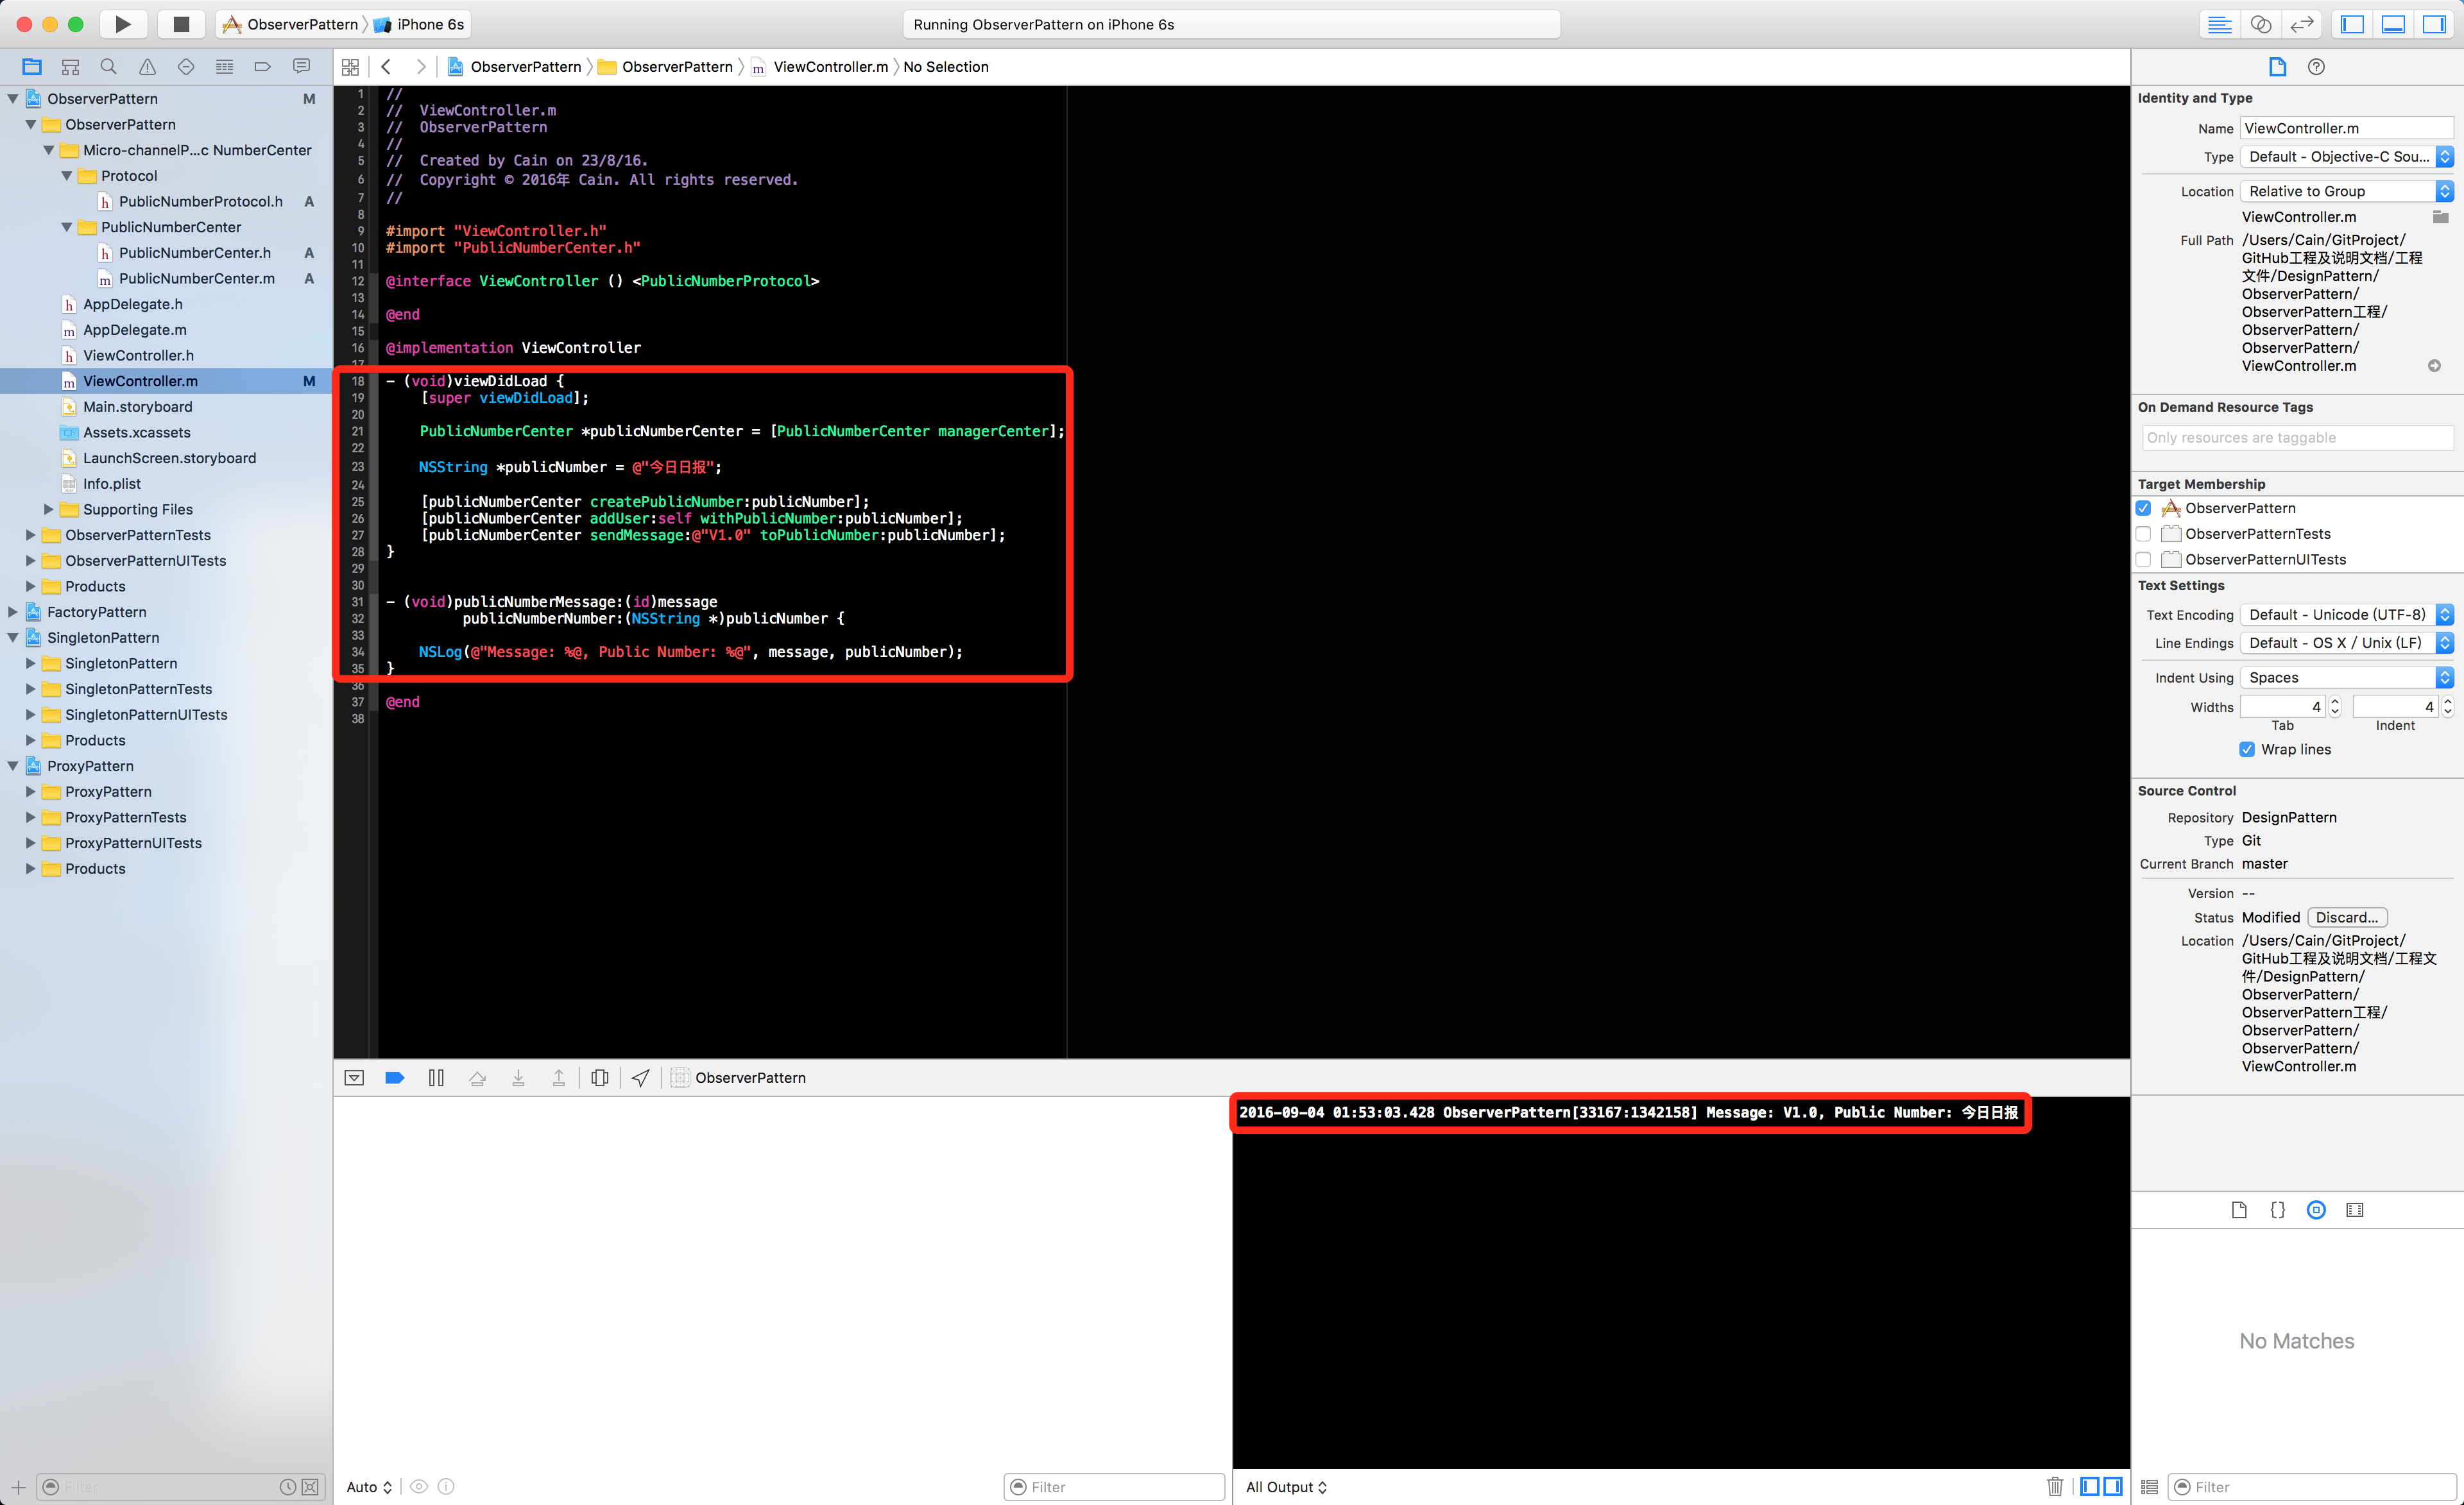 ObserverPattern
iPhone 6s
Running ObserverPattern on iPhone 6s
ObserverPattern
ObserverPattern
ViewController.m
No Selection
ObserverPattern M
ObserverPattern
Micro-channelP...c NumberCenter
Protocol
PublicNumberProtocol.h A
PublicNumberCenter
PublicNumberCenter.h A
PublicNumberCenter.m A
AppDelegate.h
AppDelegate.m
ViewController.h
ViewController.m M
Main.storyboard
Assets.xcassets
LaunchScreen.storyboard
Info.plist
Supporting Files
ObserverPatternTests
ObserverPatternUITests
Products
FactoryPattern
SingletonPattern
SingletonPattern
SingletonPatternTests
SingletonPatternUITests
Products
ProxyPattern
ProxyPattern
ProxyPatternTests
ProxyPatternUITests
Products
Filter
1 //
2 //  ViewController.m
3 //  ObserverPattern
4 //
5 //  Created by Cain on 23/8/16.
6 //  Copyright © 2016年 Cain. All rights reserved.
7 //
8
9 #import "ViewController.h"
10 #import "PublicNumberCenter.h"
11
12 @interface ViewController () <PublicNumberProtocol>
13
14 @end
15
16 @implementation ViewController
17
18 - (void)viewDidLoad {
19     [super viewDidLoad];
20
21     PublicNumberCenter *publicNumberCenter = [PublicNumberCenter managerCenter];
22
23     NSString *publicNumber = @"今日日报";
24
25     [publicNumberCenter createPublicNumber:publicNumber];
26     [publicNumberCenter addUser:self withPublicNumber:publicNumber];
27     [publicNumberCenter sendMessage:@"V1.0" toPublicNumber:publicNumber];
28 }
29
30
31 - (void)publicNumberMessage:(id)message
32          publicNumberNumber:(NSString *)publicNumber {
33
34     NSLog(@"Message: %@, Public Number: %@", message, publicNumber);
35 }
36
37 @end
38
ObserverPattern
2016-09-04 01:53:03.428 ObserverPattern[33167:1342158] Message: V1.0, Public Number: 今日日报
Auto
Filter
All Output
Identity and Type
Name ViewController.m
Type Default - Objective-C Sou...
Location Relative to Group
ViewController.m
Full Path /Users/Cain/GitProject/
GitHub工程及说明文档/工程
文件/DesignPattern/
ObserverPattern/
ObserverPattern工程/
ObserverPattern/
ObserverPattern/
ViewController.m
On Demand Resource Tags
Only resources are taggable
Target Membership
ObserverPattern
ObserverPatternTests
ObserverPatternUITests
Text Settings
Text Encoding Default - Unicode (UTF-8)
Line Endings Default - OS X / Unix (LF)
Indent Using Spaces
Widths 4 4
Tab Indent
Wrap lines
Source Control
Repository DesignPattern
Type Git
Current Branch master
Version --
Status Modified Discard...
Location /Users/Cain/GitProject/
GitHub工程及说明文档/工程文
件/DesignPattern/
ObserverPattern/
ObserverPattern工程/
ObserverPattern/
ObserverPattern/
ViewController.m
No Matches
Filter